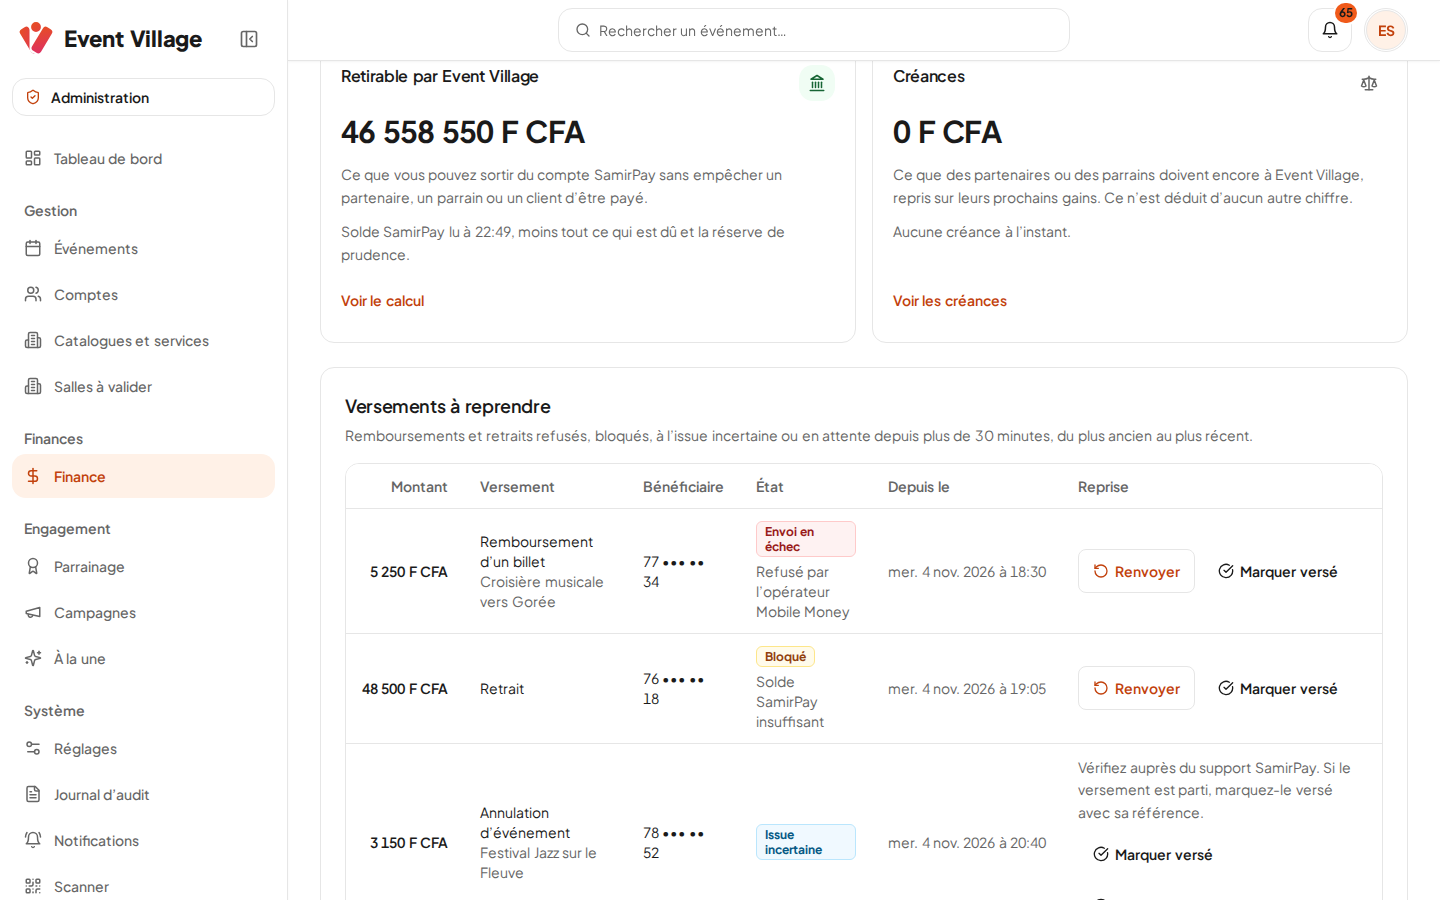 Event Village
Rechercher un événement…
65
ES
Administration
Tableau de bord
Gestion
Événements
Comptes
Catalogues et services
Salles à valider
Finances
Finance
Engagement
Parrainage
Campagnes
À la une
Système
Réglages
Journal d’audit
Notifications
Scanner
Retirable par Event Village
46 558 550 F CFA
Ce que vous pouvez sortir du compte SamirPay sans empêcher un
partenaire, un parrain ou un client d’être payé.
Solde SamirPay lu à 22:49, moins tout ce qui est dû et la réserve de
prudence.
Voir le calcul
Créances
0 F CFA
Ce que des partenaires ou des parrains doivent encore à Event Village,
repris sur leurs prochains gains. Ce n’est déduit d’aucun autre chiffre.
Aucune créance à l’instant.
Voir les créances
Versements à reprendre
Remboursements et retraits refusés, bloqués, à l’issue incertaine ou en attente depuis plus de 30 minutes, du plus ancien au plus récent.
Montant Versement Bénéficiaire État Depuis le Reprise
5 250 F CFA
Remboursement
d’un billet
Croisière musicale
vers Gorée
77 ••• ••
34
Envoi en
échec
Refusé par
l’opérateur
Mobile Money
mer. 4 nov. 2026 à 18:30
Renvoyer
Marquer versé
48 500 F CFA
Retrait
76 ••• ••
18
Bloqué
Solde
SamirPay
insuffisant
mer. 4 nov. 2026 à 19:05
Renvoyer
Marquer versé
3 150 F CFA
Annulation
d’événement
Festival Jazz sur le
Fleuve
78 ••• ••
52
Issue
incertaine
mer. 4 nov. 2026 à 20:40
Vérifiez auprès du support SamirPay. Si le
versement est parti, marquez-le versé
avec sa référence.
Marquer versé